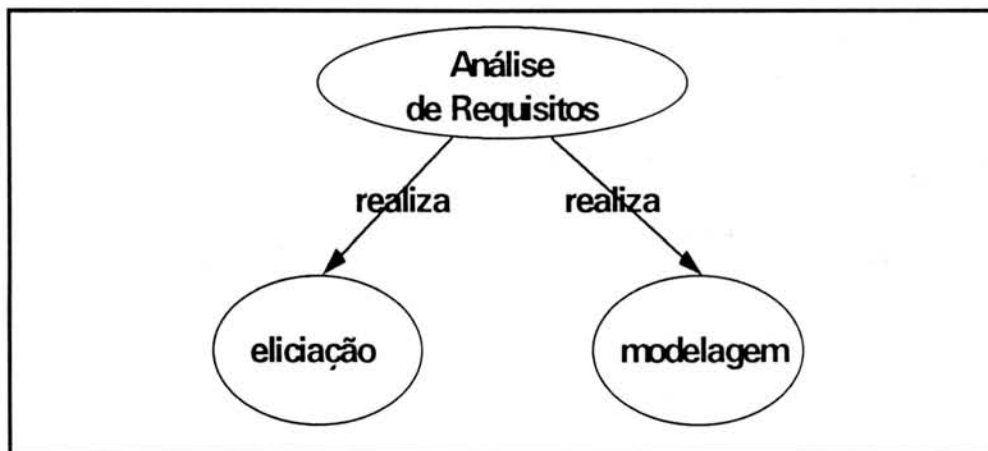 Análise
de Requisitos
realiza
realiza
eliciação
modelagem